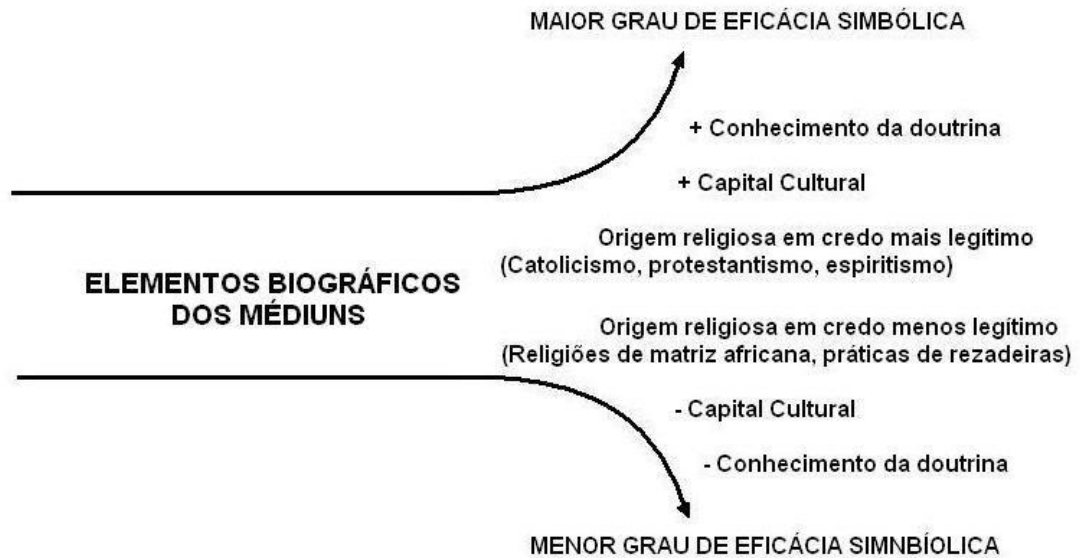 MAIOR GRAU DE EFICÁCIA SIMBÓLICA
+ Conhecimento da doutrina
+ Capital Cultural
Origem religiosa em credo mais legítimo
(Catolicismo, protestantismo, espiritismo)
ELEMENTOS BIOGRÁFICOS
DOS MÉDIUNS
Origem religiosa em credo menos legítimo
(Religiões de matriz africana, práticas de rezadeiras)
- Capital Cultural
- Conhecimento da doutrina
MENOR GRAU DE EFICÁCIA SIMNBÍOLICA